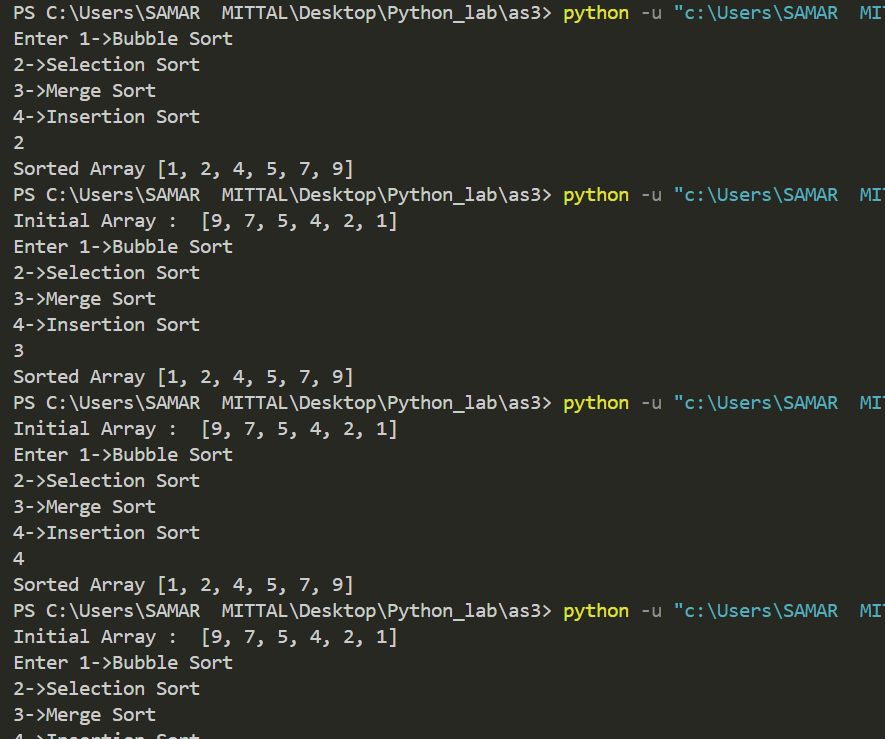 PS C:\Users\SAMAR  MITTAL\Desktop\Python_lab\as3> python -u "c:\Users\SAMAR  MIT
Enter 1->Bubble Sort
2->Selection Sort
3->Merge Sort
4->Insertion Sort
2
Sorted Array [1, 2, 4, 5, 7, 9]
PS C:\Users\SAMAR  MITTAL\Desktop\Python_lab\as3> python -u "c:\Users\SAMAR  MIT
Initial Array :  [9, 7, 5, 4, 2, 1]
Enter 1->Bubble Sort
2->Selection Sort
3->Merge Sort
4->Insertion Sort
3
Sorted Array [1, 2, 4, 5, 7, 9]
PS C:\Users\SAMAR  MITTAL\Desktop\Python_lab\as3> python -u "c:\Users\SAMAR  MIT
Initial Array :  [9, 7, 5, 4, 2, 1]
Enter 1->Bubble Sort
2->Selection Sort
3->Merge Sort
4->Insertion Sort
4
Sorted Array [1, 2, 4, 5, 7, 9]
PS C:\Users\SAMAR  MITTAL\Desktop\Python_lab\as3> python -u "c:\Users\SAMAR  MIT
Initial Array :  [9, 7, 5, 4, 2, 1]
Enter 1->Bubble Sort
2->Selection Sort
3->Merge Sort
4->Insertion Sort